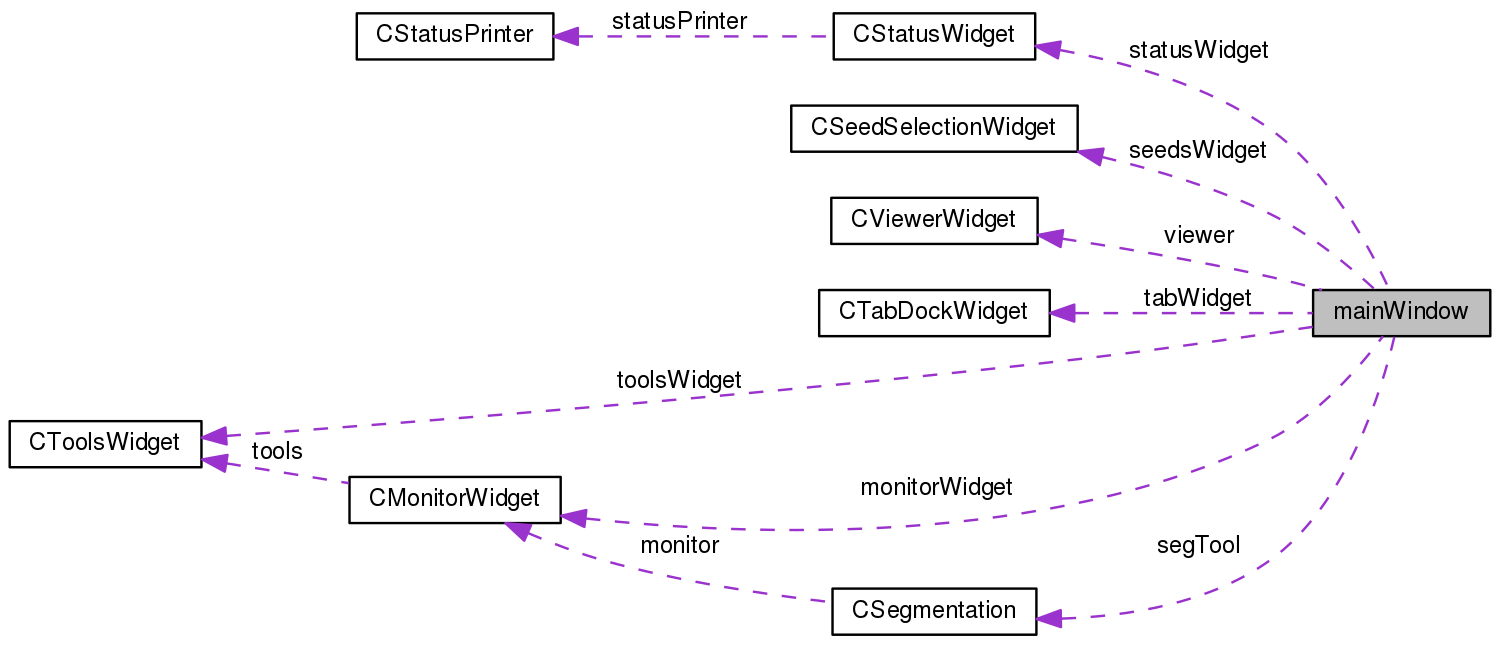 CStatusPrinter
statusPrinter
CStatusWidget
statusWidget
CSeedSelectionWidget
seedsWidget
CViewerWidget
viewer
CTabDockWidget
tabWidget
mainWindow
toolsWidget
CToolsWidget
tools
CMonitorWidget
monitorWidget
monitor
segTool
CSegmentation